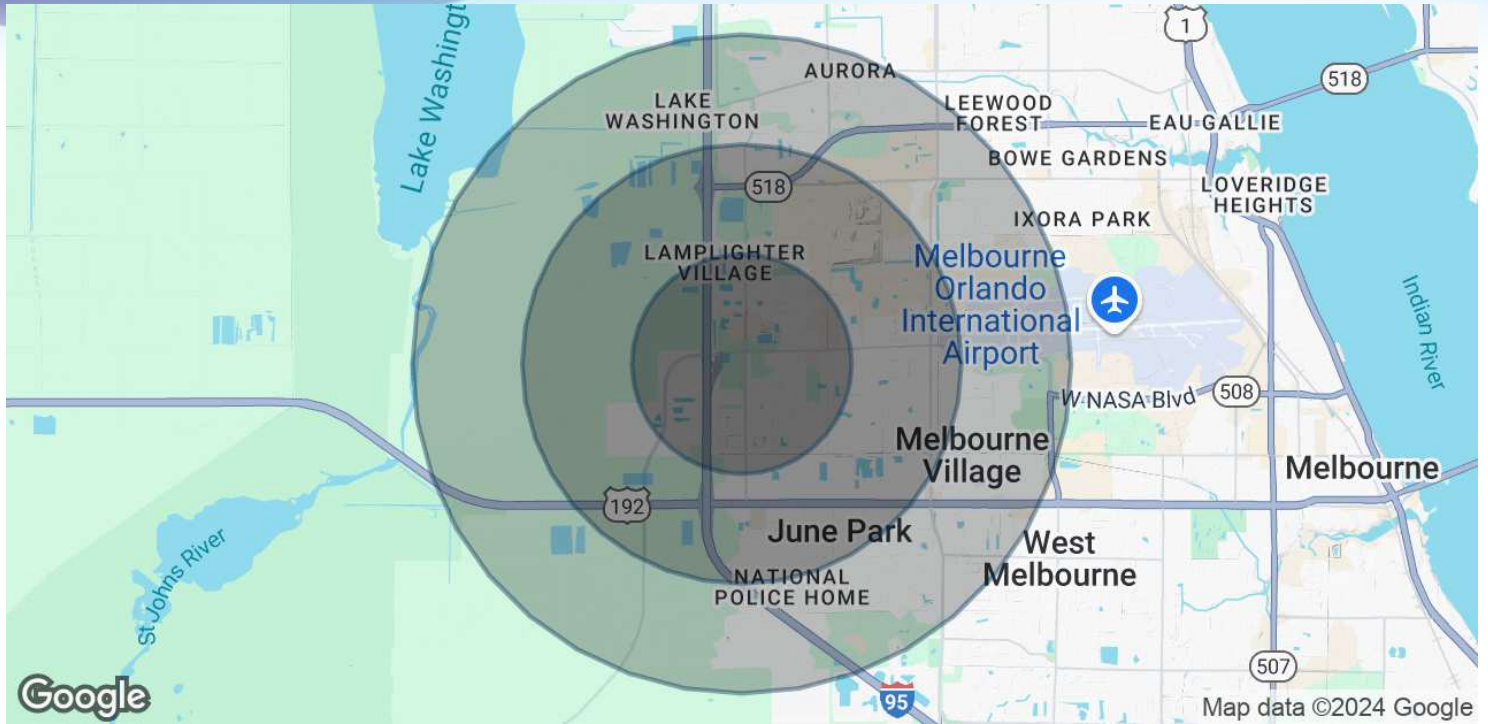 1
Lake Washington
AURORA
518
LAKE
WASHINGTON
LEEWOOD
FOREST
EAU GALLIE
BOWE GARDENS
518
LOVERIDGE
HEIGHTS
IXORA PARK
LAMPLIGHTER
VILLAGE
Melbourne
Orlando
International
Airport
Indian River
W NASA Blvd
508
Melbourne
Village
Melbourne
192
June Park
West
Melbourne
St Johns River
NATIONAL
POLICE HOME
507
95
Google
Map data ©2024 Google